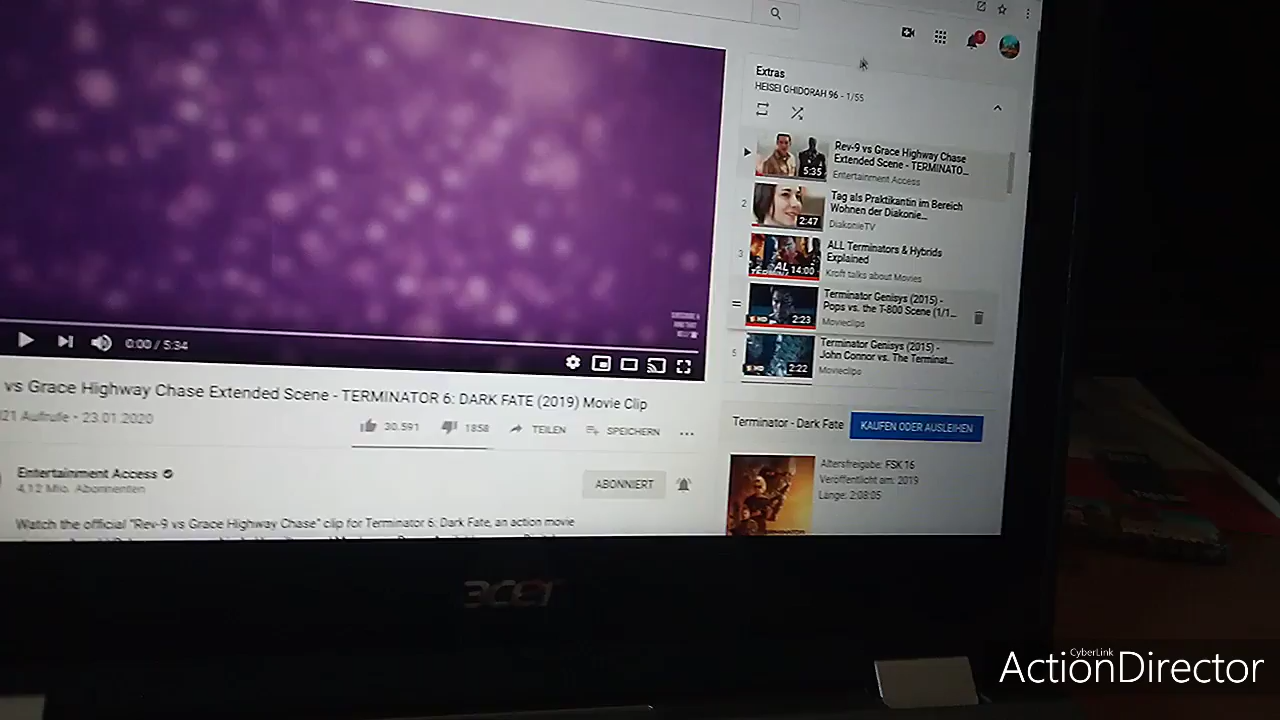 Extras
HEISEI GHIDORAH 96 - 1/55
5:35
Rev-9 vs Grace Highway Chase
Extended Scene - TERMINATO...
Entertainment Access
2
2:47
Tag als Praktikantin im Bereich
Wohnen der Diakonie...
DiakonieTV
3
14:00
ALL Terminators & Hybrids
Explained
Kroft talks about Movies
2:23
Terminator Genisys (2015) -
Pops vs. the T-800 Scene (1/1...
Movieclips
5
2:22
Terminator Genisys (2015) -
John Connor vs. The Terminat...
Movieclips
0:00 / 5:34
vs Grace Highway Chase Extended Scene - TERMINATOR 6: DARK FATE (2019) Movie Clip
021 Aufrufe • 23.01.2020
30.591
1858
TEILEN
SPEICHERN
Entertainment Access
4,12 Mio. Abonnenten
ABONNIERT
Watch the official "Rev-9 vs Grace Highway Chase" clip for Terminator 6: Dark Fate, an action movie
Terminator - Dark Fate
KAUFEN ODER AUSLEIHEN
Altersfreigabe: FSK 16
Veröffentlicht am: 2019
Länge: 2:08:05
acer
CyberLink
ActionDirector